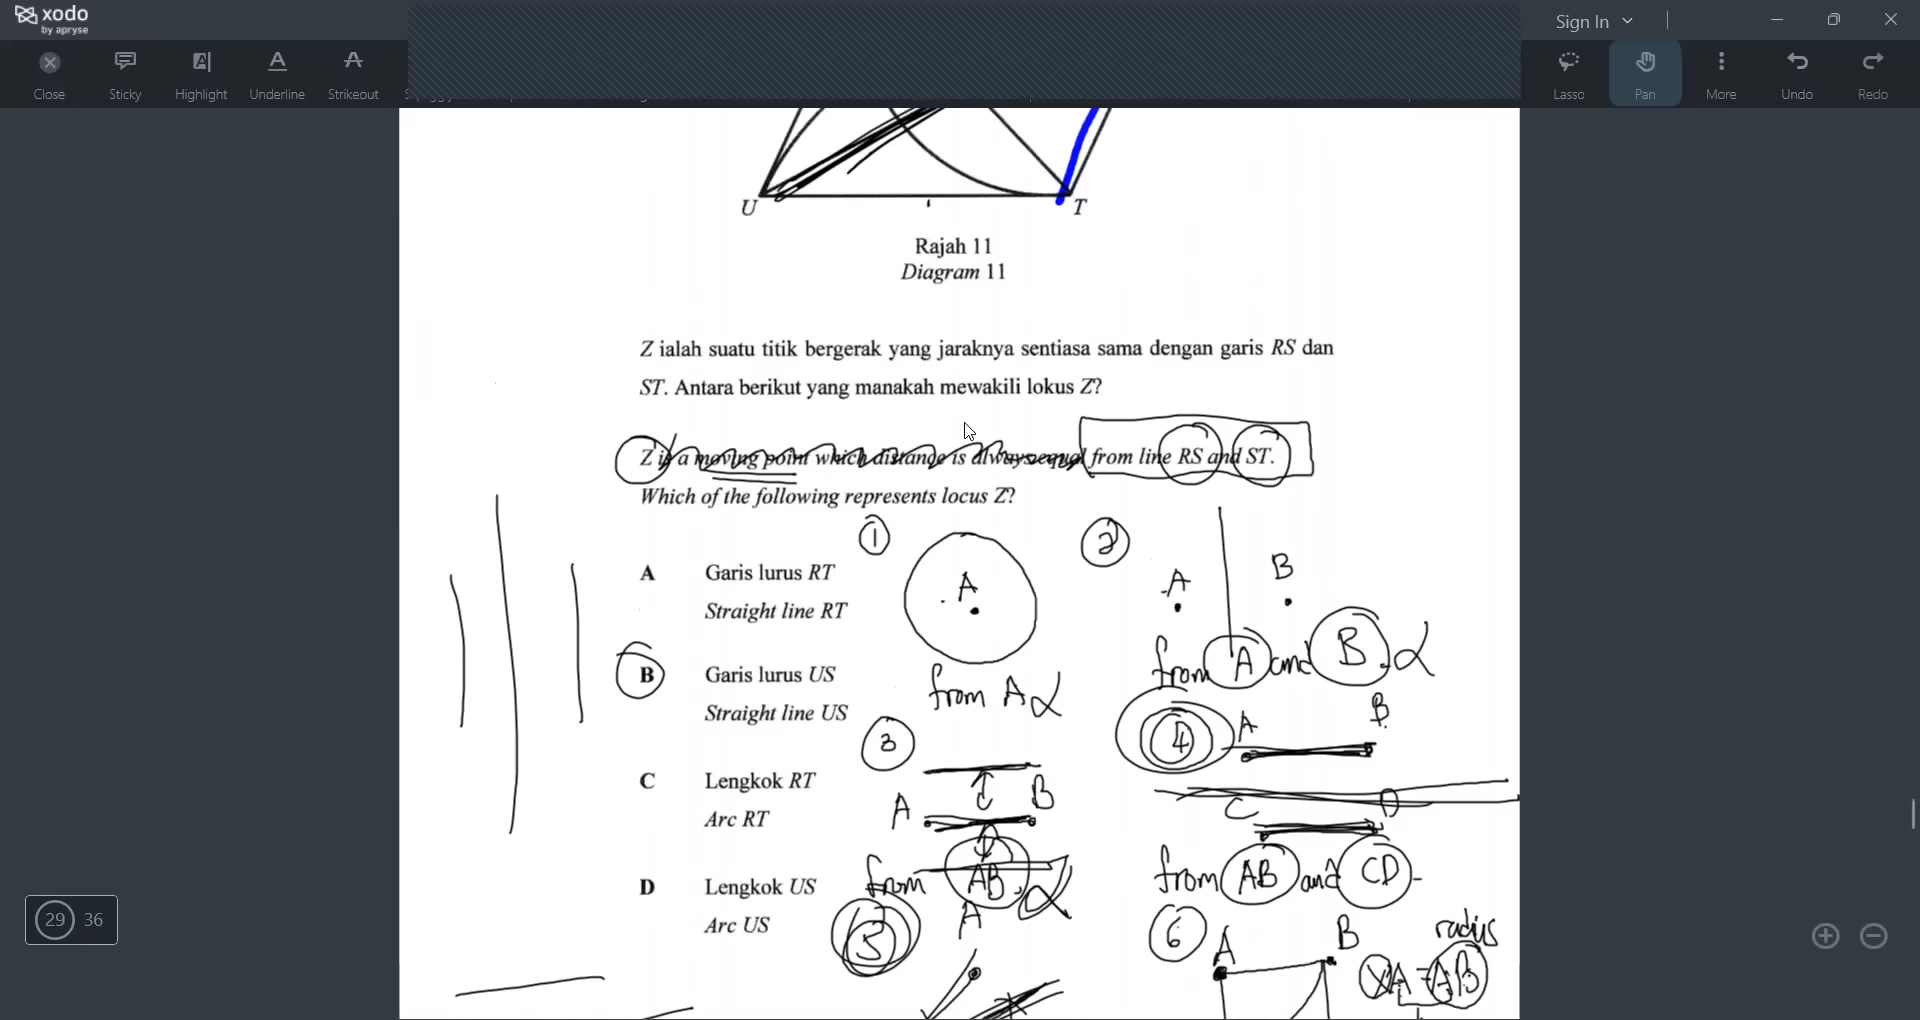 xodo
by apryse
Sign In
Close
Sticky
Highlight
Underline
Strikeout
Lasso
Pan
More
Undo
Redo
U
T
Rajah 11
Diagram 11
Z ialah suatu titik bergerak yang jaraknya sentiasa sama dengan garis RS dan
ST. Antara berikut yang manakah mewakili lokus Z?
Z is a moving point which distance is always equal from line RS and ST.
Which of the following represents locus Z?
1
2
A
B
A
A Garis lurus RT
Straight line RT
from A and B.
B Garis lurus US
Straight line US
from A
3
4
A
B
C Lengkok RT
Arc RT
A
B
C
D
D Lengkok US
Arc US
from AB.
from AB and CD
5
A
6
A
B
radius
XA = AB
29 36